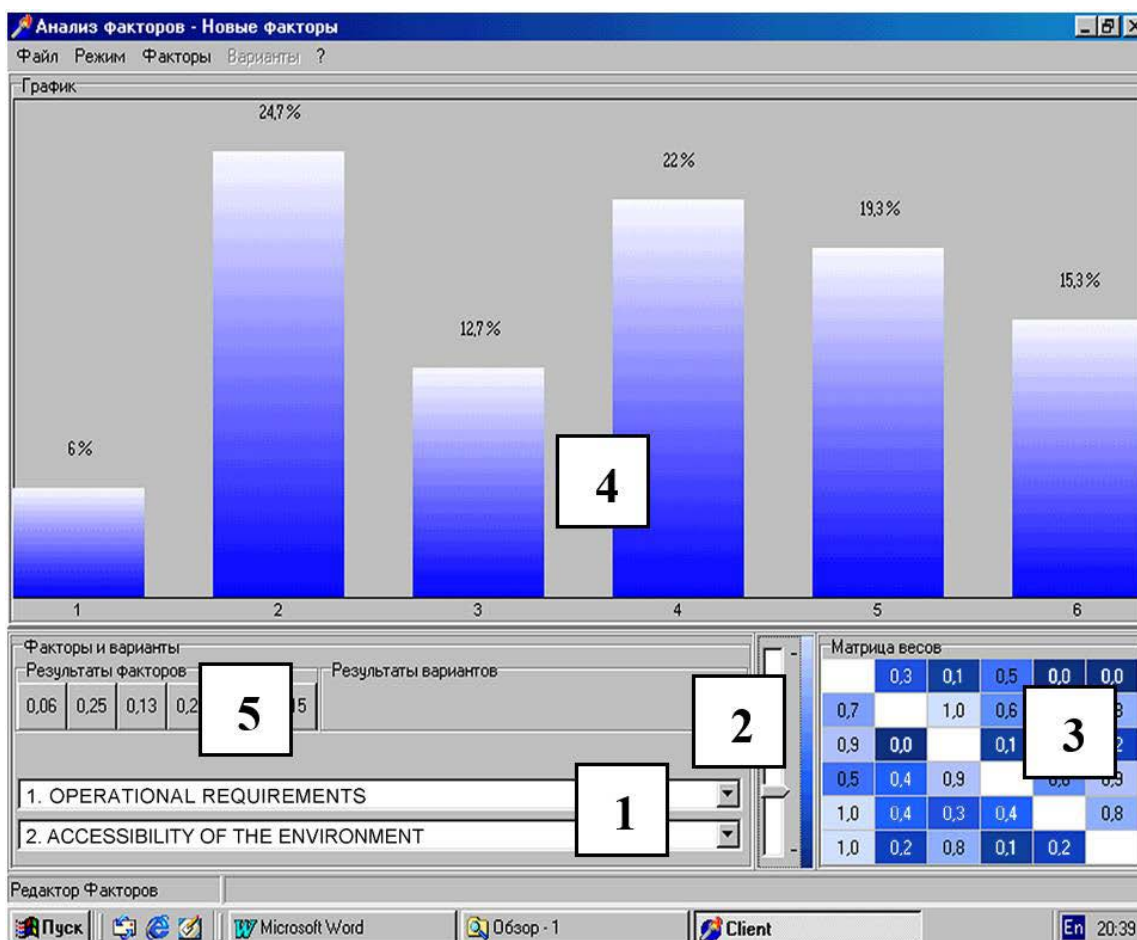 Анализ факторов - Новые факторы
Файл Режим Факторы Варианты ?
График
24,7%
22%
19,3%
15,3%
12,7%
6%
4
1 2 3 4 5 6
Факторы и варианты
Результаты факторов
Результаты вариантов
0,06 0,25 0,13
5
2
1
1. OPERATIONAL REQUIREMENTS
2. ACCESSIBILITY OF THE ENVIRONMENT
Матрица весов
0,3 0,1 0,5 0,0 0,0
0,7 1,0 0,6
0,9 0,0 0,1
3
0,5 0,4 0,9
1,0 0,4 0,3 0,4 0,8
1,0 0,2 0,8 0,1 0,2
Редактор Факторов
Пуск Microsoft Word Обзор - 1 Client En 20:39